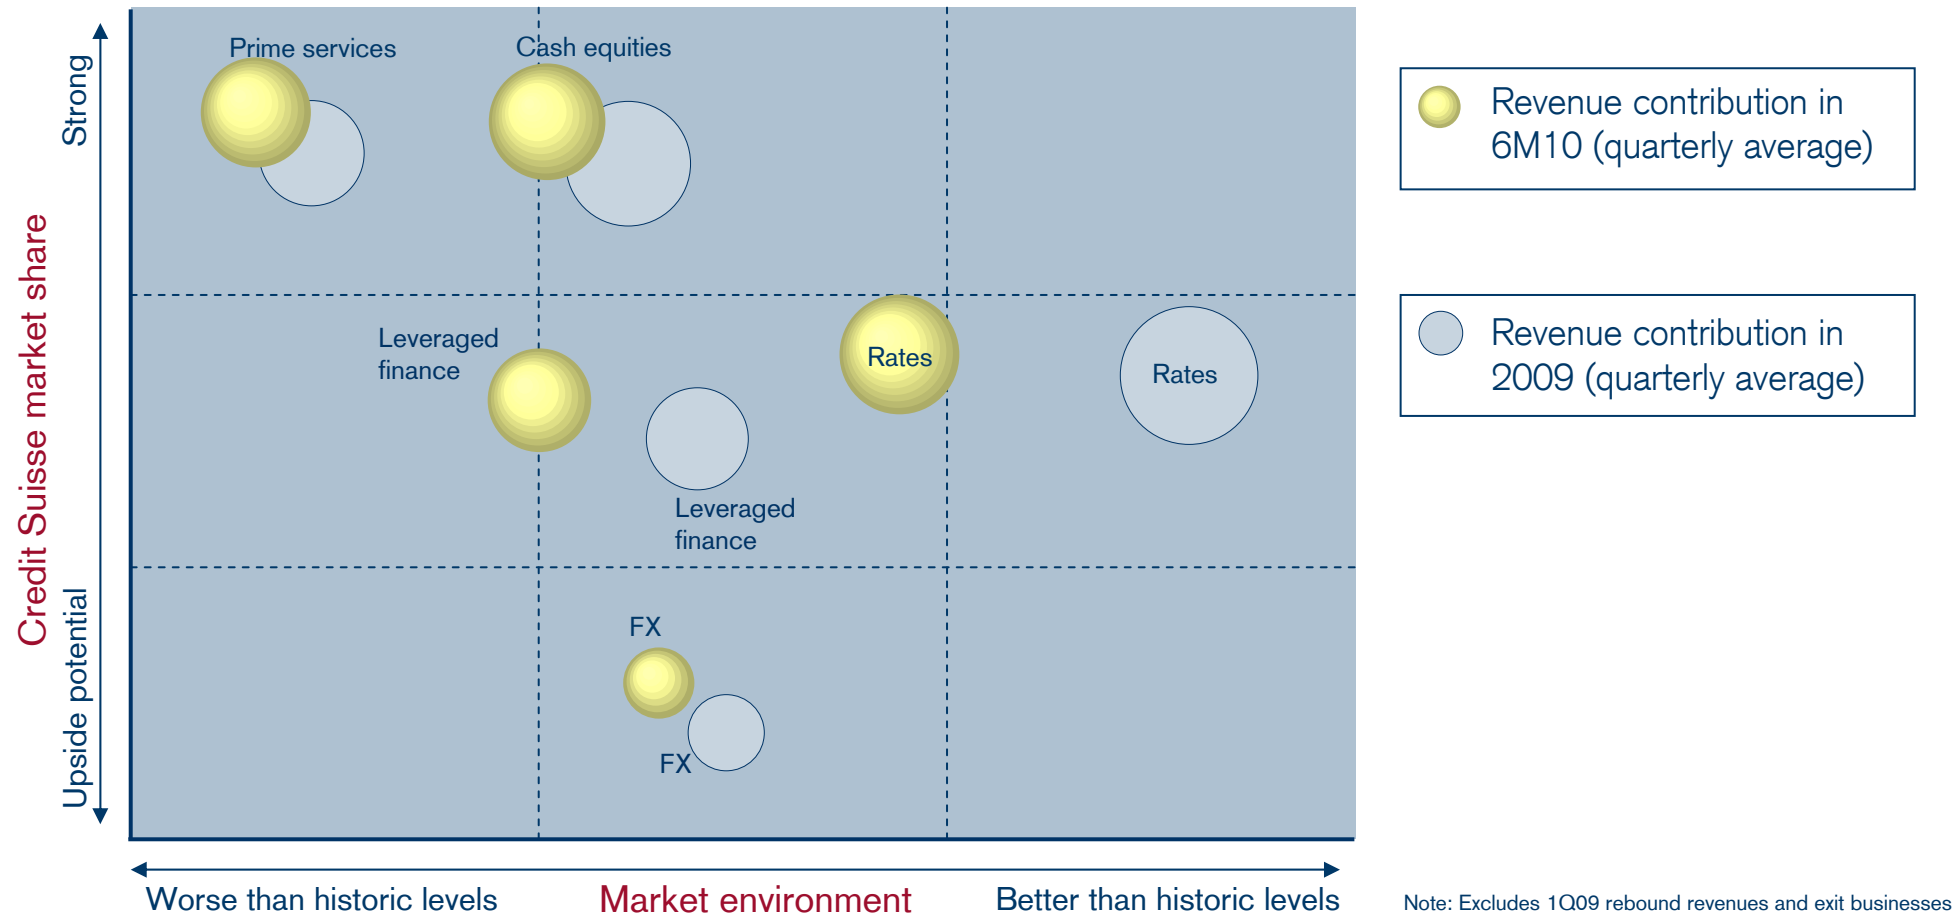 Prime services
Cash equities
Strong
Revenue contribution in
6M10 (quarterly average)
Credit Suisse market share
Leveraged
finance
Rates
Rates
Revenue contribution in
2009 (quarterly average)
Leveraged
finance
Upside potential
FX
FX
Worse than historic levels
Market environment
Better than historic levels
Note: Excludes 1Q09 rebound revenues and exit businesses